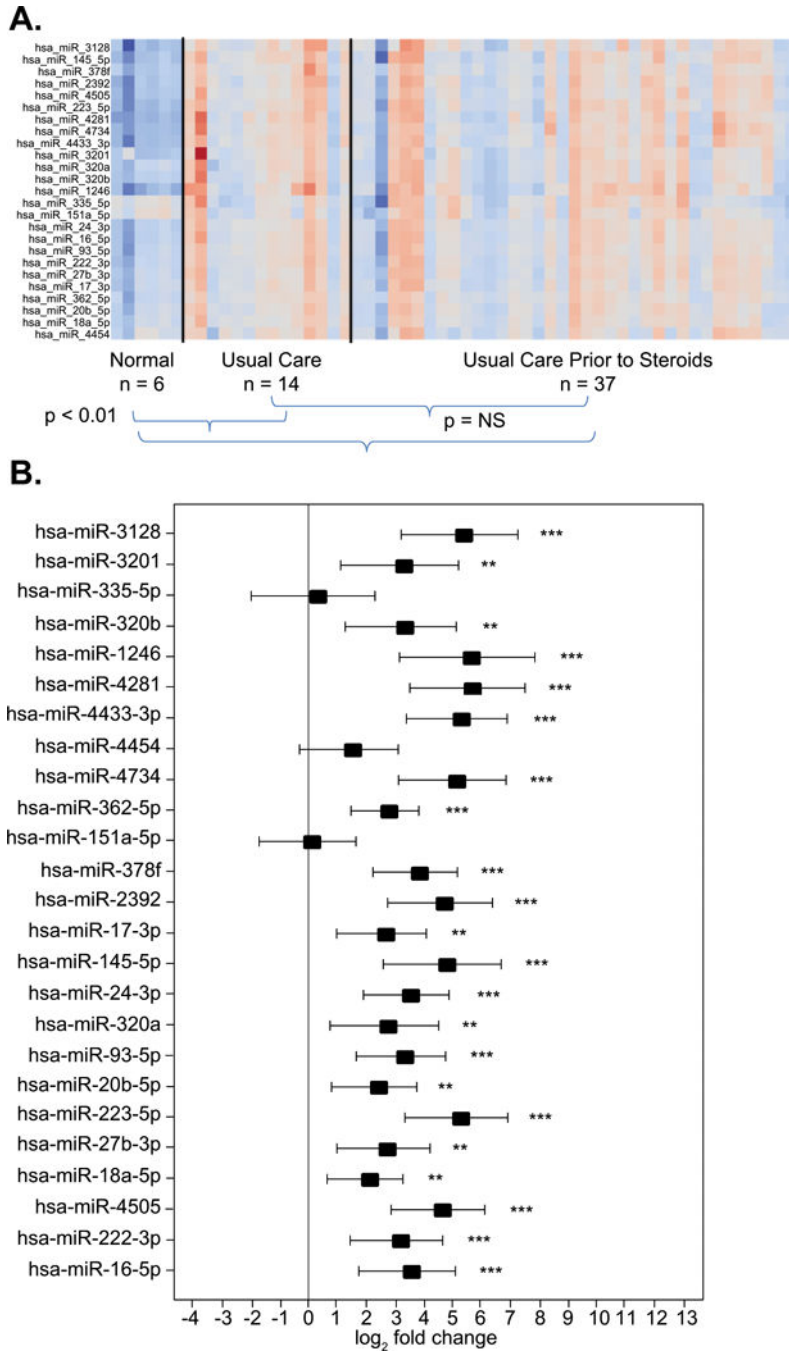 A.
hsa_miR_3128
hsa_miR_145_5p
hsa_miR_378f
hsa_miR_2392
hsa_miR_4505
hsa_miR_223_5p
hsa_miR_4281
hsa_miR_4734
hsa_miR_4433_3p
hsa_miR_3201
hsa_miR_320a
hsa_miR_320b
hsa_miR_1246
hsa_miR_335_5p
hsa_miR_151a_5p
hsa_miR_24_3p
hsa_miR_16_5p
hsa_miR_93_5p
hsa_miR_222_3p
hsa_miR_27b_3p
hsa_miR_17_3p
hsa_miR_362_5p
hsa_miR_20b_5p
hsa_miR_18a_5p
hsa_miR_4454
Normal Usual Care Usual Care Prior to Steroids
n = 6 n = 14 n = 37
p < 0.01 p = NS
B.
hsa-miR-3128 ***
hsa-miR-3201 **
hsa-miR-335-5p
hsa-miR-320b **
hsa-miR-1246 ***
hsa-miR-4281 ***
hsa-miR-4433-3p ***
hsa-miR-4454
hsa-miR-4734 ***
hsa-miR-362-5p ***
hsa-miR-151a-5p
hsa-miR-378f ***
hsa-miR-2392 ***
hsa-miR-17-3p **
hsa-miR-145-5p ***
hsa-miR-24-3p ***
hsa-miR-320a **
hsa-miR-93-5p ***
hsa-miR-20b-5p **
hsa-miR-223-5p ***
hsa-miR-27b-3p **
hsa-miR-18a-5p **
hsa-miR-4505 ***
hsa-miR-222-3p ***
hsa-miR-16-5p ***
-4 -3 -2 -1 0 1 2 3 4 5 6 7 8 9 10 11 12 13
log2 fold change